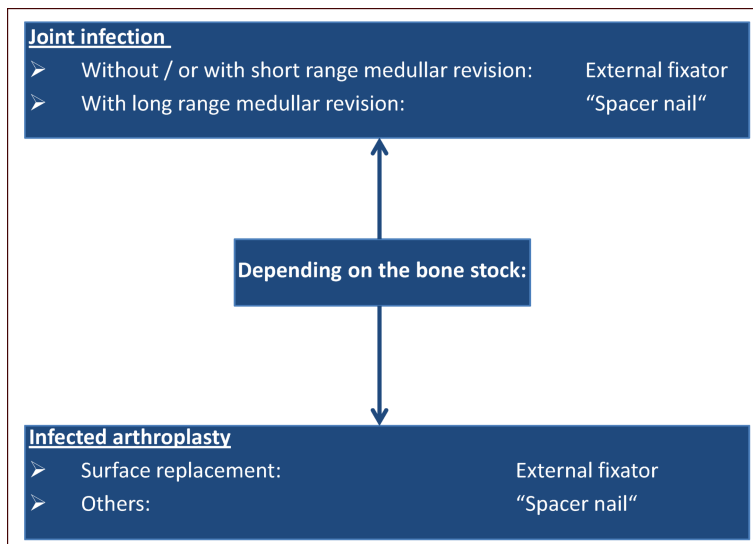 Joint infection
➢ Without / or with short range medullar revision: External fixator
➢ With long range medullar revision: “Spacer nail“
Depending on the bone stock:
Infected arthroplasty
➢ Surface replacement: External fixator
➢ Others: “Spacer nail“